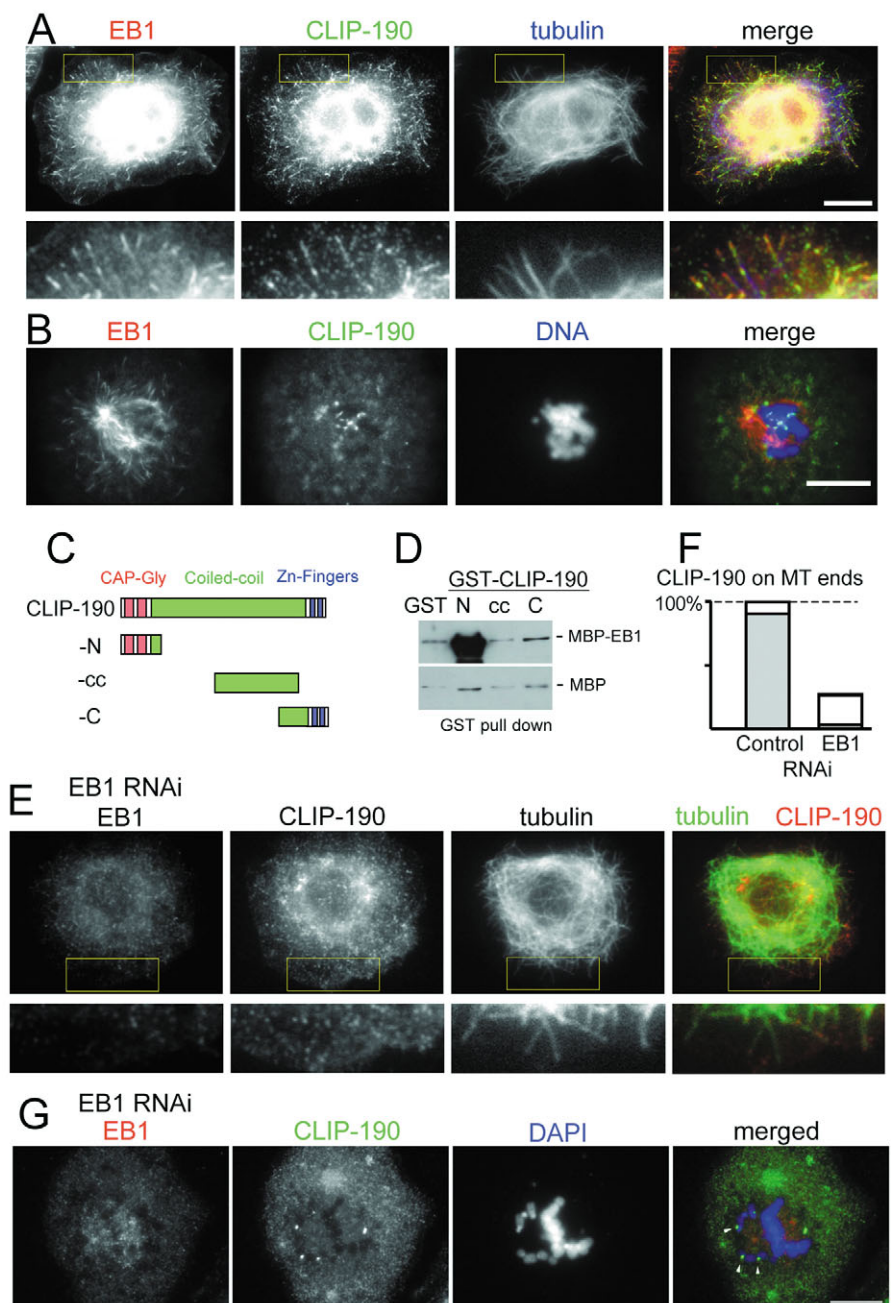 A
EB1 CLIP-190 tubulin merge
B
EB1 CLIP-190 DNA merge
C
CAP-Gly Coiled-coil Zn-Fingers
CLIP-190
-N
-cc
-C
D
GST-CLIP-190
GST N cc C
- MBP-EB1
- MBP
GST pull down
F
CLIP-190 on MT ends
100%
Control EB1
RNAi
E
EB1 RNAi
EB1 CLIP-190 tubulin tubulin CLIP-190
G
EB1 RNAi
EB1 CLIP-190 DAPI merged